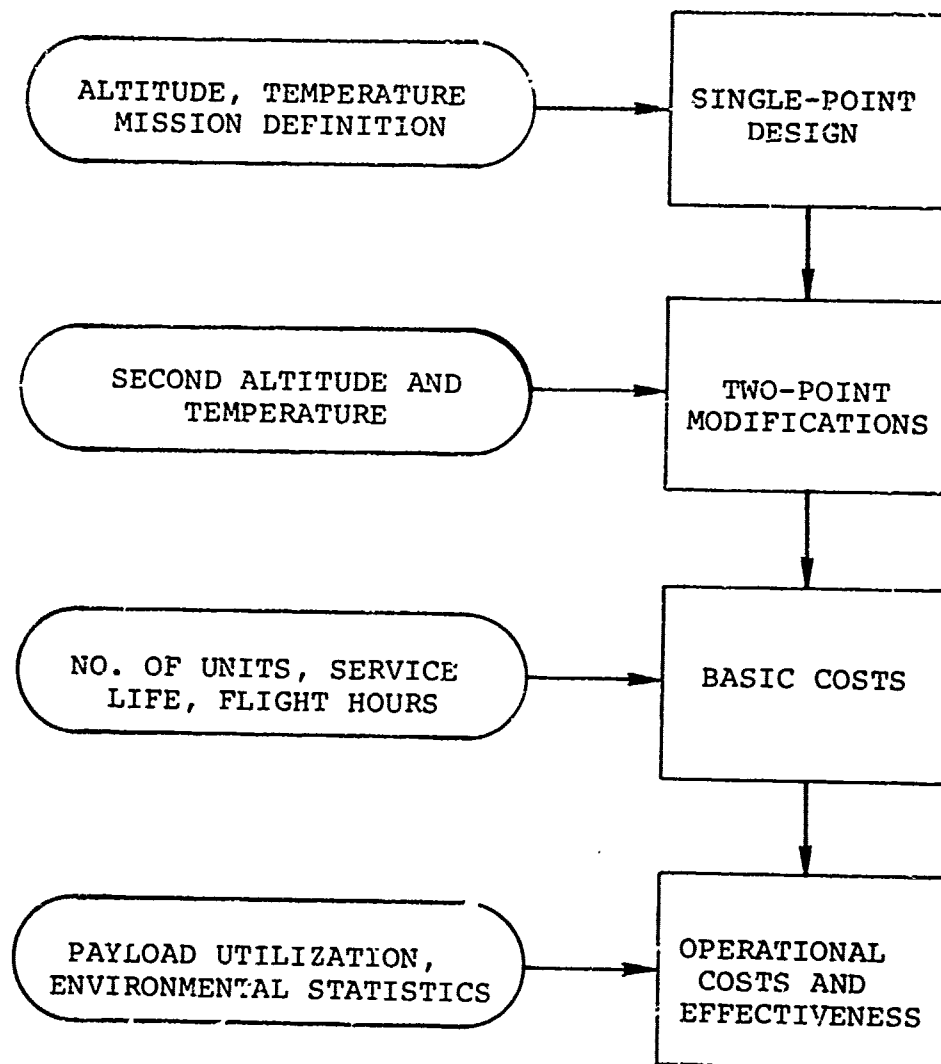 ALTITUDE, TEMPERATURE
MISSION DEFINITION
SINGLE-POINT
DESIGN
SECOND ALTITUDE AND
TEMPERATURE
TWO-POINT
MODIFICATIONS
NO. OF UNITS, SERVICE
LIFE, FLIGHT HOURS
BASIC COSTS
PAYLOAD UTILIZATION,
ENVIRONMENTAL STATISTICS
OPERATIONAL
COSTS AND
EFFECTIVENESS